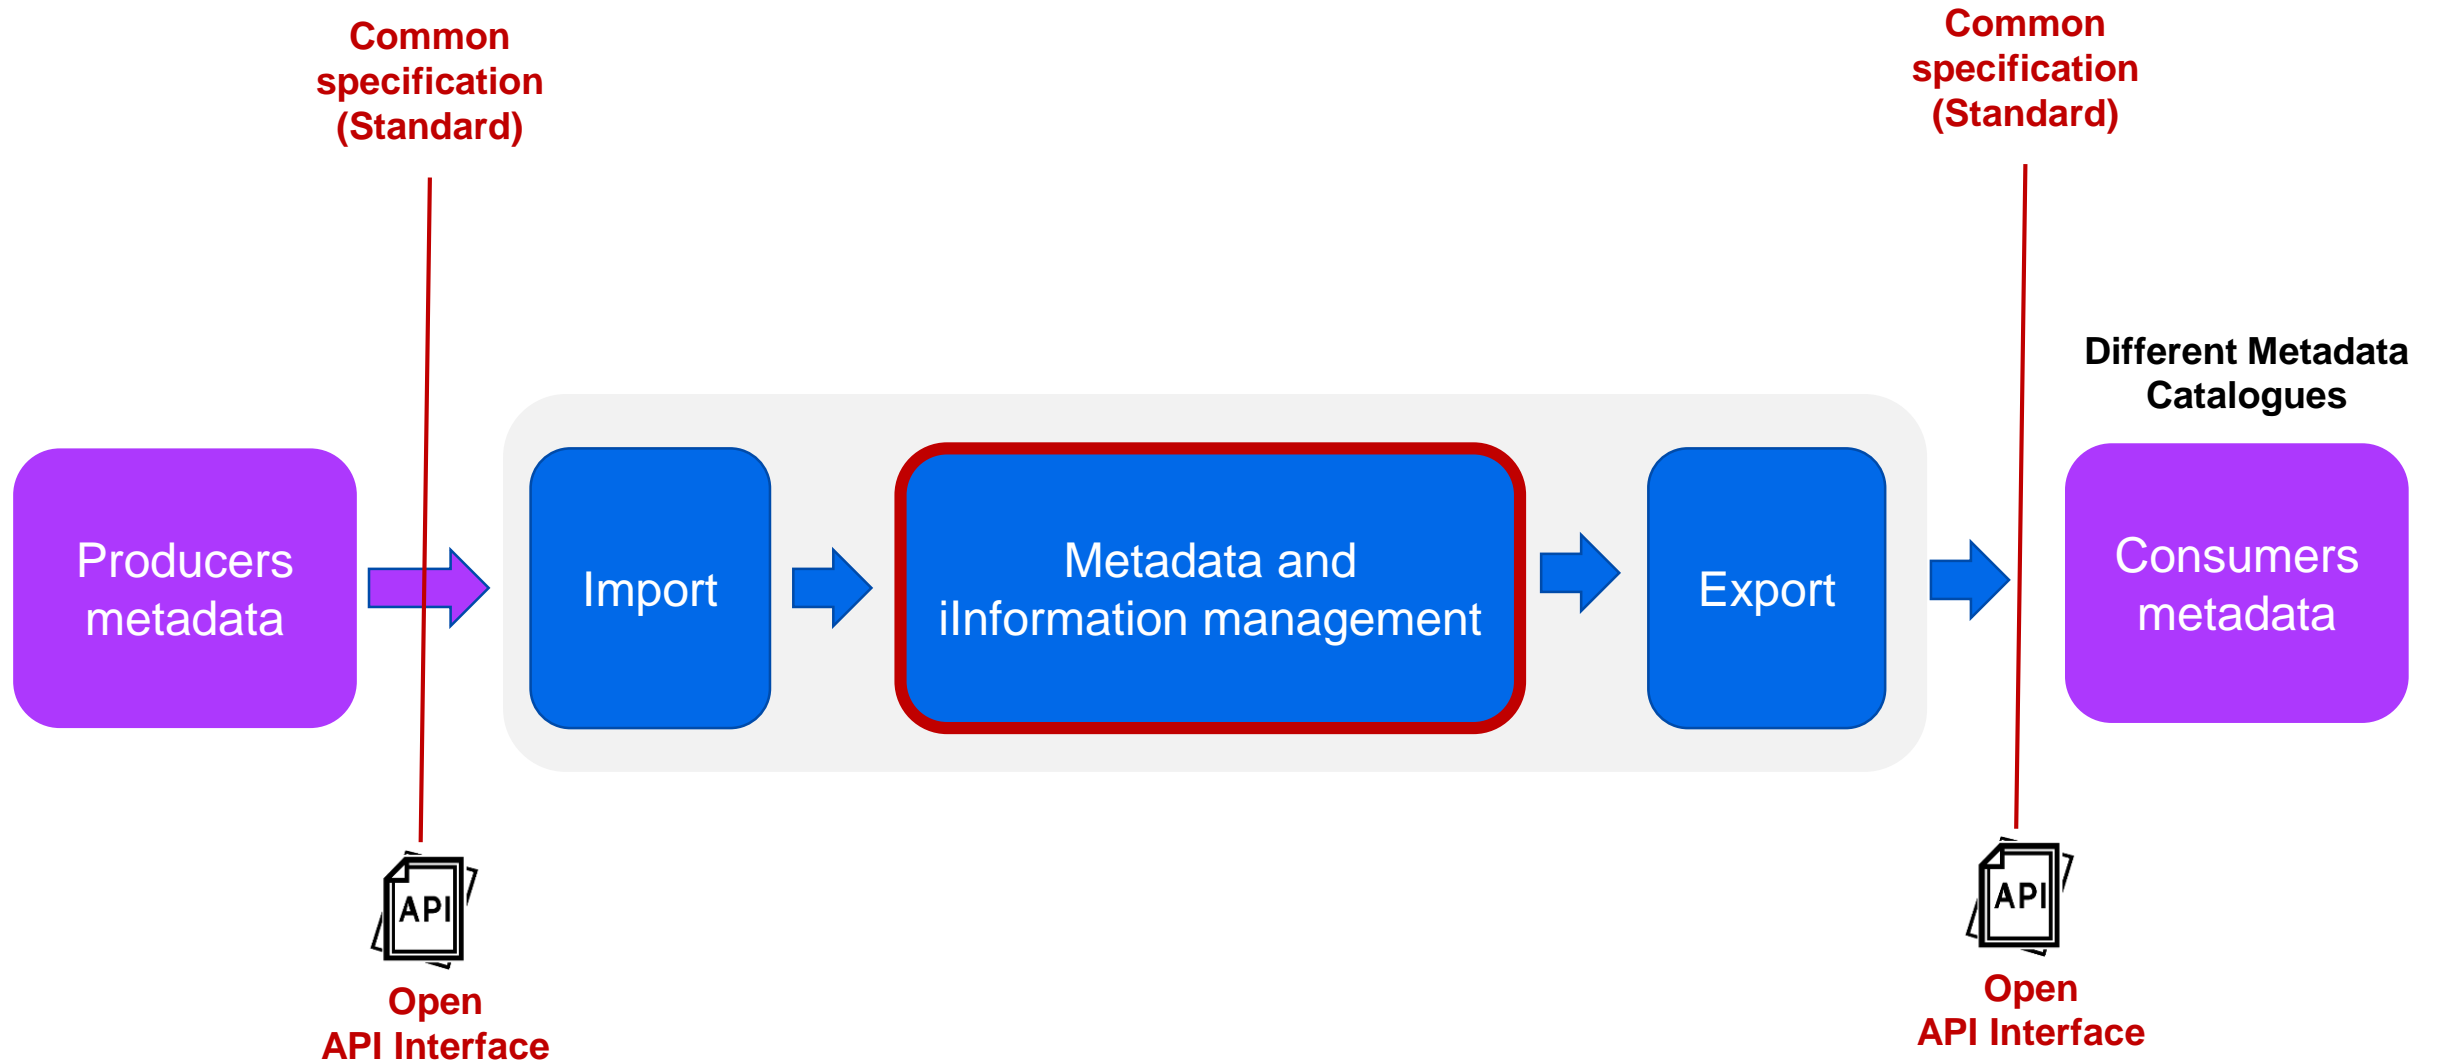 Common
specification
(Standard)
Common
specification
(Standard)
Different Metadata
Catalogues
Producers
metadata
Import
Metadata and
iInformation management
Export
Consumers
metadata
API
Open
API Interface
API
Open
API Interface